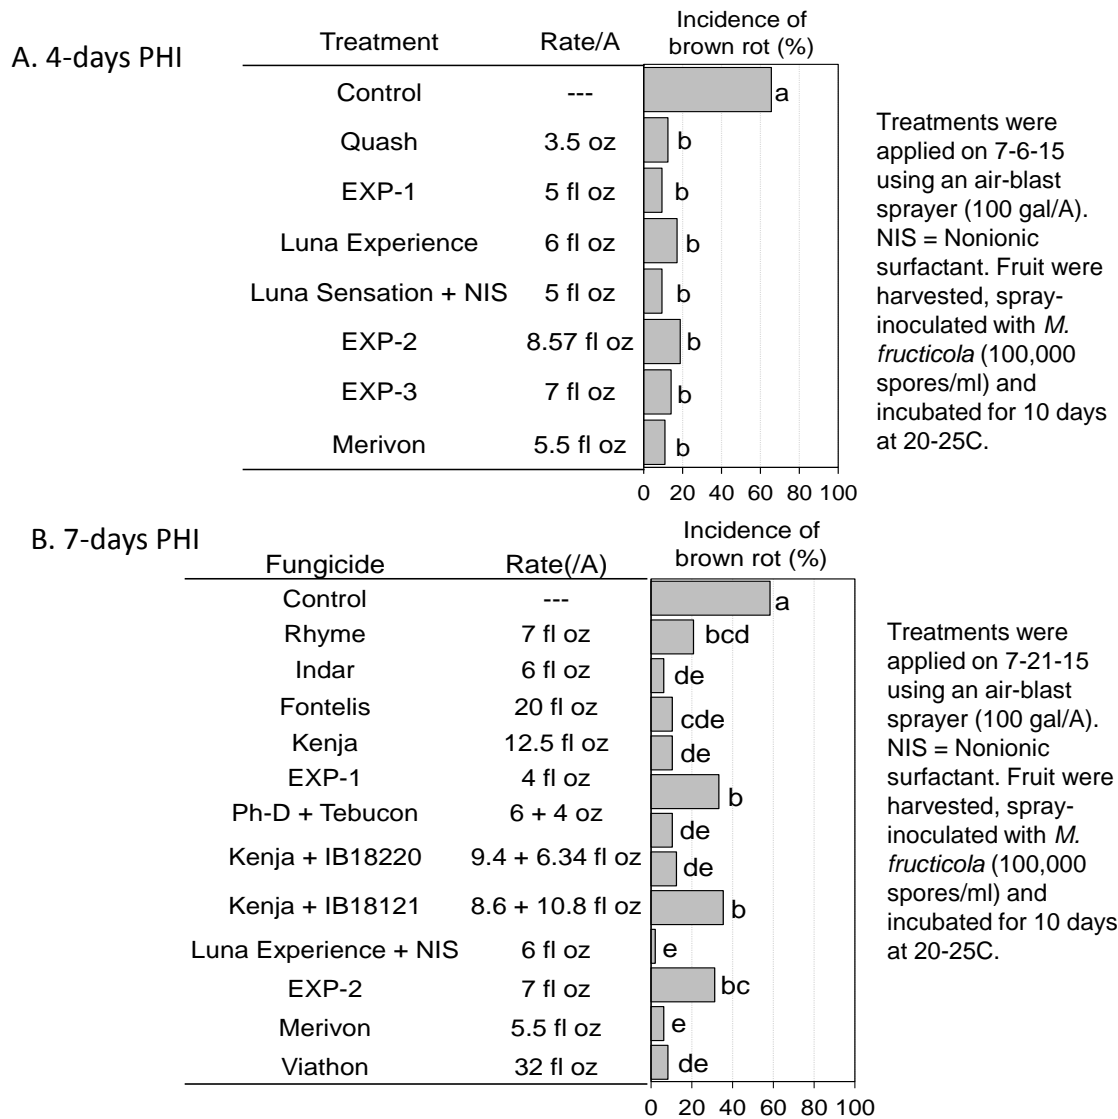 A. 4-days PHI
Treatment Rate/A Incidence of
brown rot (%)
Control --- a
Quash 3.5 oz b
EXP-1 5 fl oz b
Luna Experience 6 fl oz b
Luna Sensation + NIS 5 fl oz b
EXP-2 8.57 fl oz b
EXP-3 7 fl oz b
Merivon 5.5 fl oz b
0 20 40 60 80 100
Treatments were
applied on 7-6-15
using an air-blast
sprayer (100 gal/A).
NIS = Nonionic
surfactant. Fruit were
harvested, spray-
inoculated with M.
fructicola (100,000
spores/ml) and
incubated for 10 days
at 20-25C.
B. 7-days PHI
Fungicide Rate(/A) Incidence of
brown rot (%)
Control --- a
Rhyme 7 fl oz bcd
Indar 6 fl oz de
Fontelis 20 fl oz cde
Kenja 12.5 fl oz de
EXP-1 4 fl oz b
Ph-D + Tebucon 6 + 4 oz de
Kenja + IB18220 9.4 + 6.34 fl oz de
Kenja + IB18121 8.6 + 10.8 fl oz b
Luna Experience + NIS 6 fl oz e
EXP-2 7 fl oz bc
Merivon 5.5 fl oz e
Viathon 32 fl oz de
0 20 40 60 80 100
Treatments were
applied on 7-21-15
using an air-blast
sprayer (100 gal/A).
NIS = Nonionic
surfactant. Fruit were
harvested, spray-
inoculated with M.
fructicola (100,000
spores/ml) and
incubated for 10 days
at 20-25C.